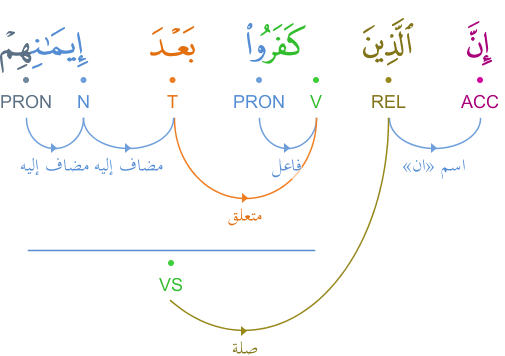 إِنَّ ٱلَّذِينَ كَفَرُوا۟ بَعْدَ إِيمَـٰنِهِمْ
ACC REL V PRON T N PRON
اسم «ان» فاعل مضاف إليه مضاف إليه
متعلق
VS
صلة